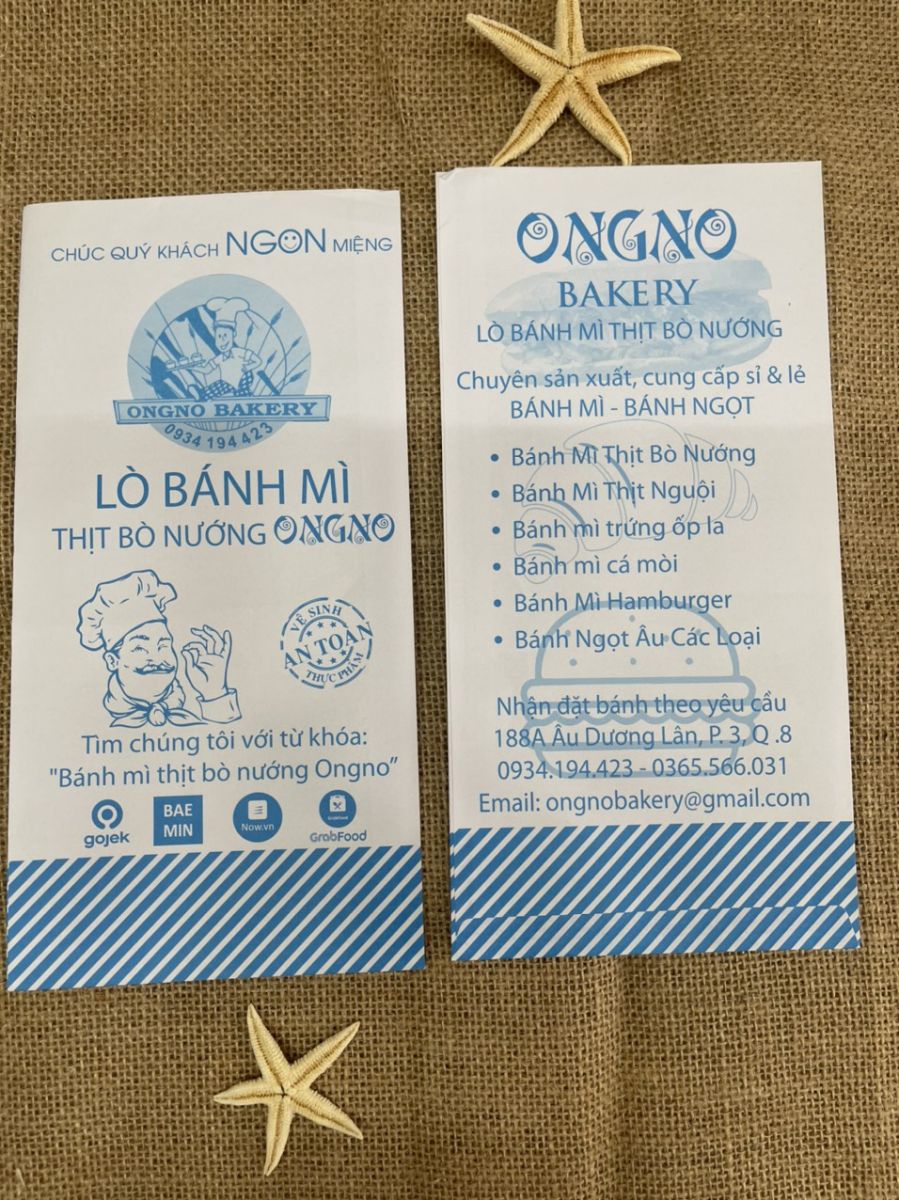 CHÚC QUÝ KHÁCH NGON MIỆNG
ONGNO BAKERY
0934 194 423
LÒ BÁNH MÌ
THỊT BÒ NƯỚNG ONGNO
VỆ SINH
AN TOÀN
THỰC PHẨM
Tìm chúng tôi với từ khóa:
"Bánh mì thịt bò nướng Ongno”
gojek
BAE
MIN
Now.vn
GrabFood
GrabFood
ONGNO
BAKERY
LÒ BÁNH MÌ THỊT BÒ NƯỚNG
Chuyên sản xuất, cung cấp sỉ & lẻ
BÁNH MÌ - BÁNH NGỌT
• Bánh Mì Thịt Bò Nướng
• Bánh Mì Thịt Nguội
• Bánh mì trứng ốp la
• Bánh mì cá mòi
• Bánh Mì Hamburger
• Bánh Ngọt Âu Các Loại
Nhận đặt bánh theo yêu cầu
188A Âu Dương Lân, P. 3, Q .8
0934.194.423 - 0365.566.031
Email: ongnobakery@gmail.com